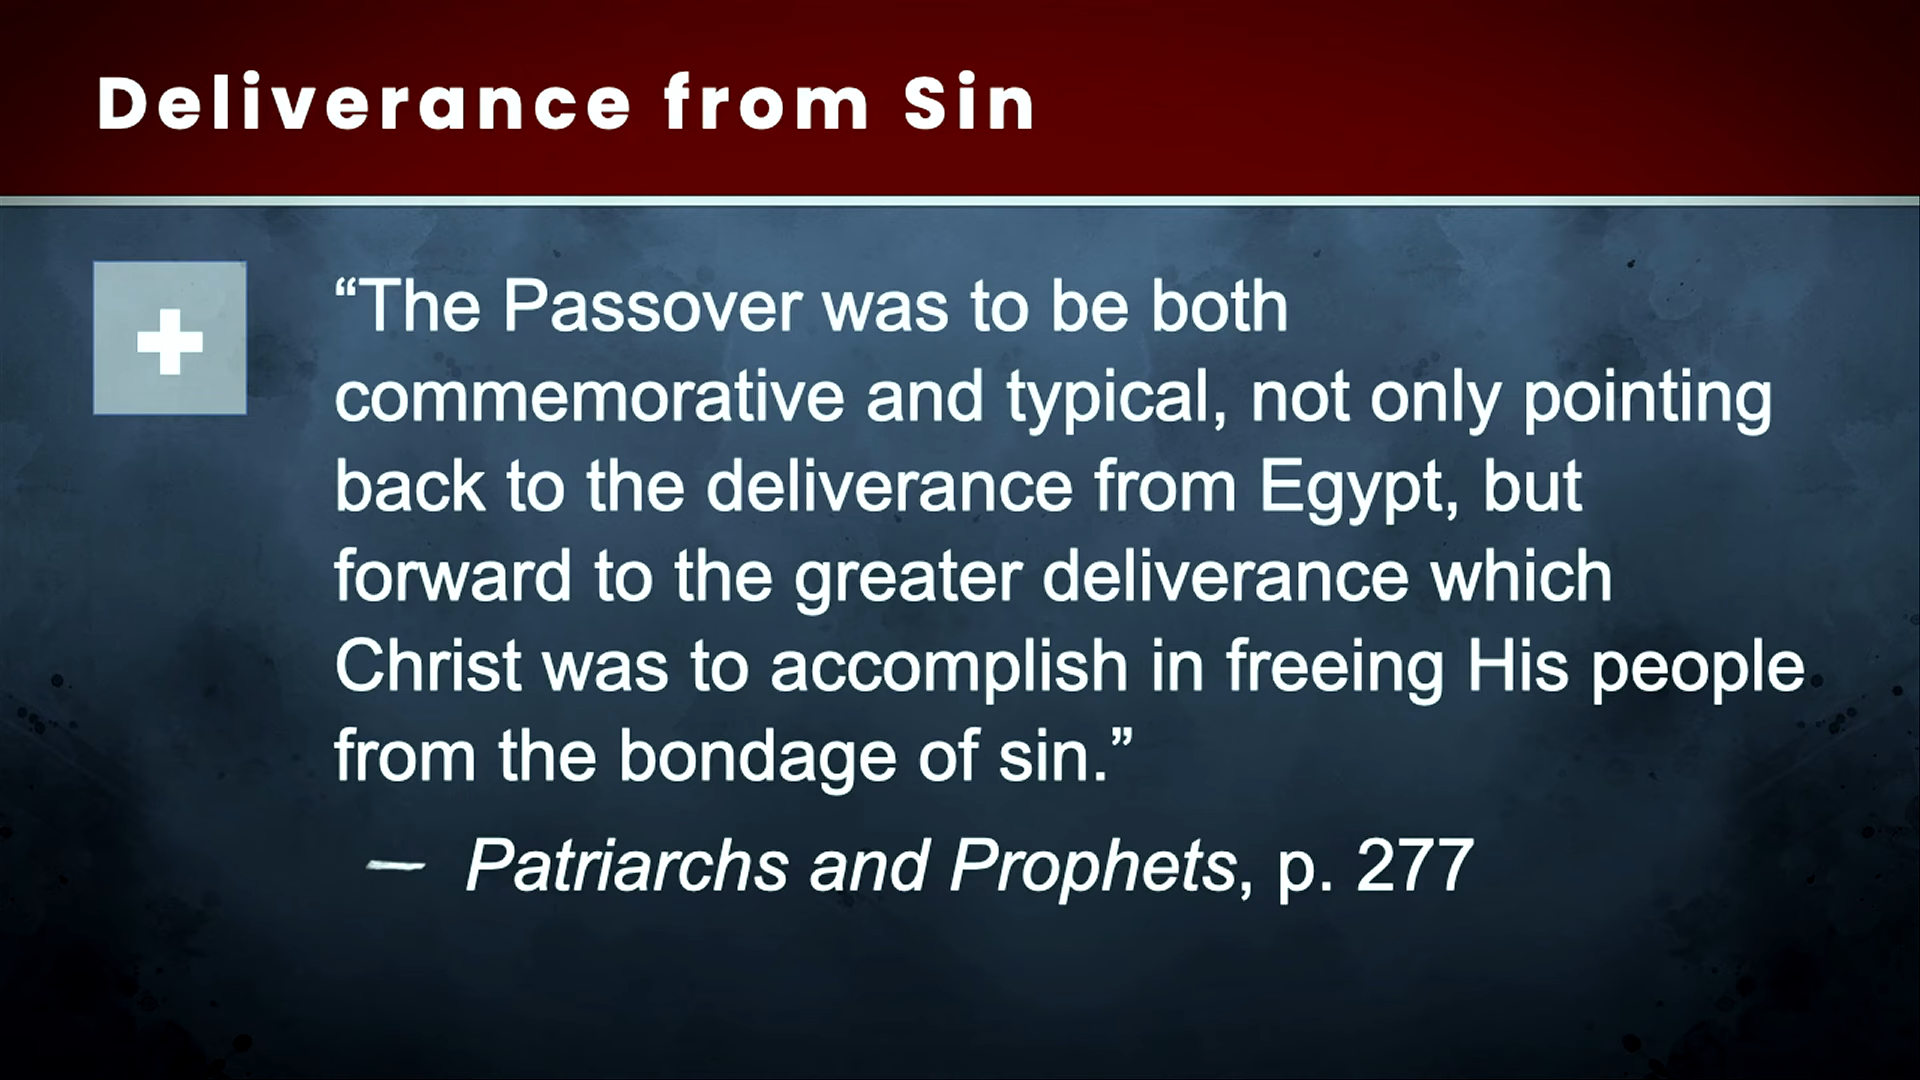 Deliverance from Sin
“The Passover was to be both
commemorative and typical, not only pointing
back to the deliverance from Egypt, but
forward to the greater deliverance which
Christ was to accomplish in freeing His people
from the bondage of sin.”
— Patriarchs and Prophets, p. 277